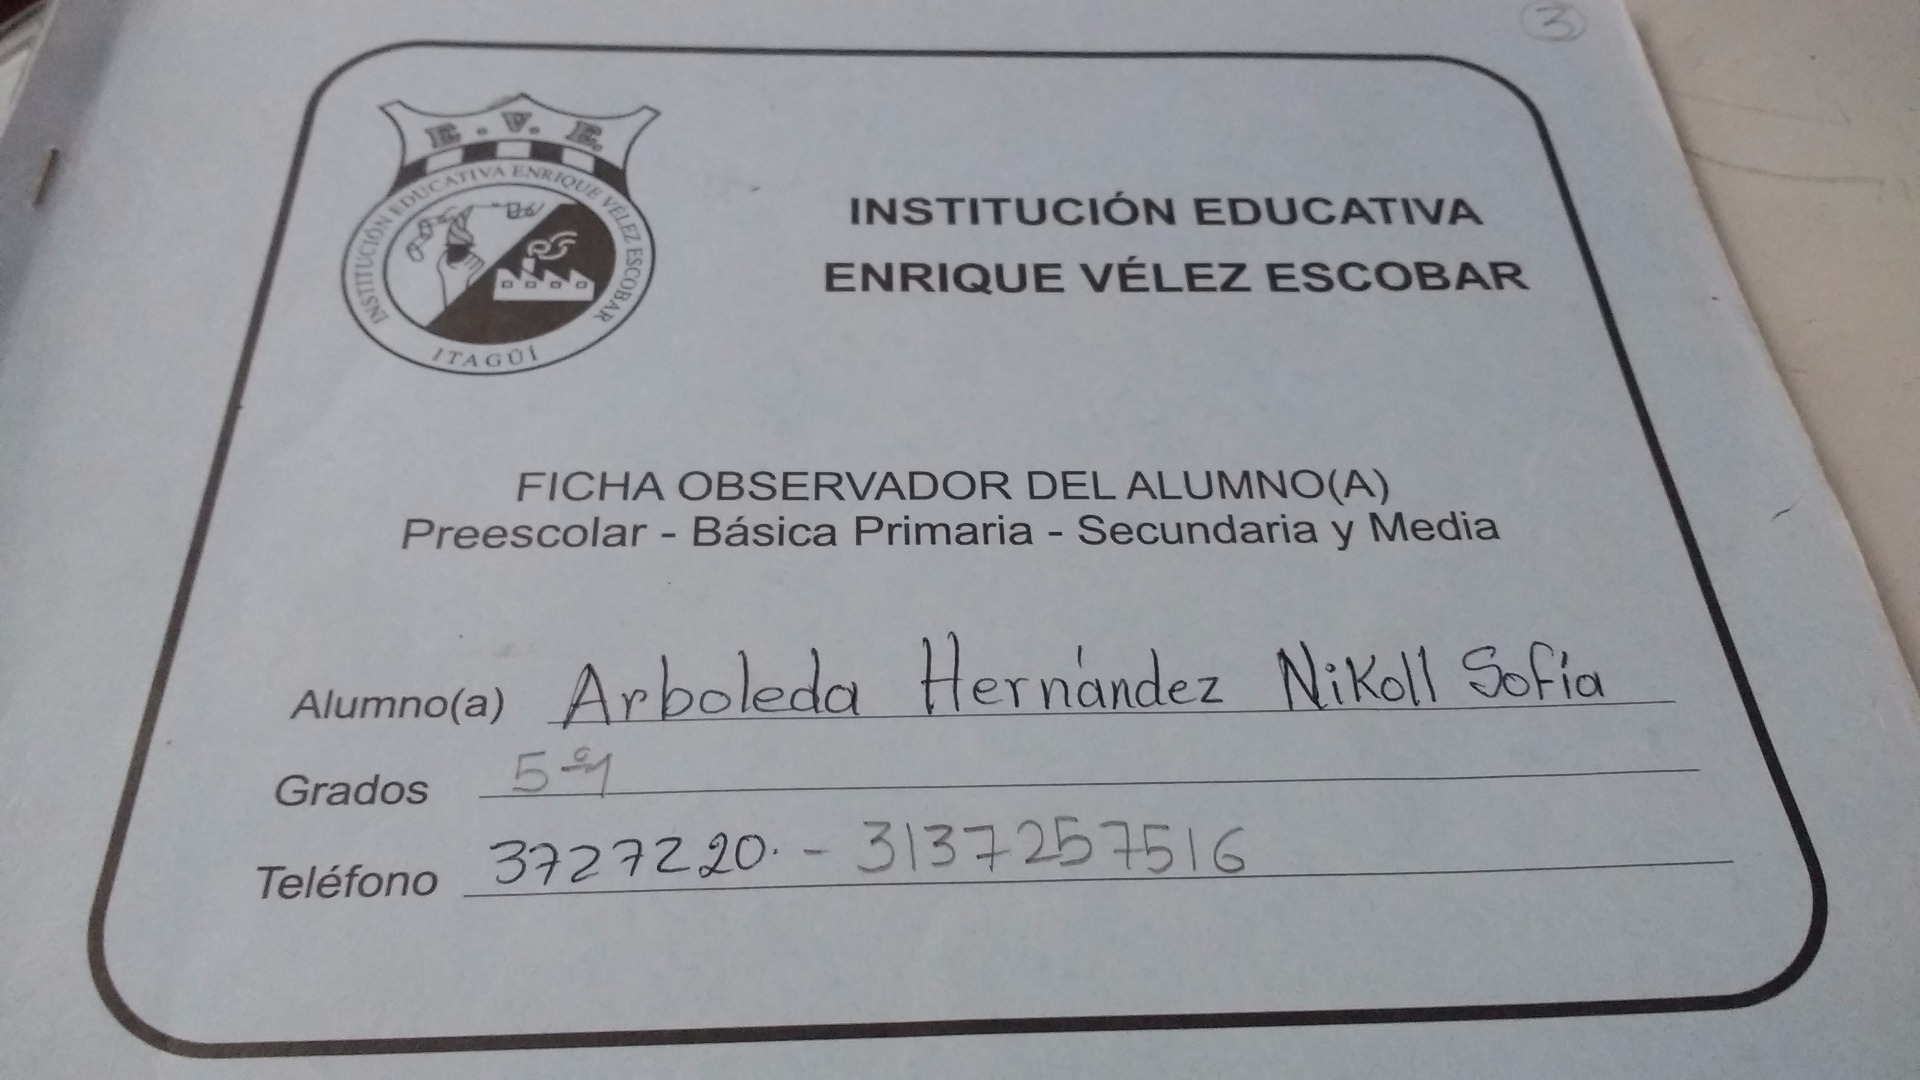 3
E. V. E.
INSTITUCIÓN EDUCATIVA ENRIQUE VÉLEZ ESCOBAR
ITAGÜÍ
INSTITUCIÓN EDUCATIVA
ENRIQUE VÉLEZ ESCOBAR
FICHA OBSERVADOR DEL ALUMNO(A)
Preescolar - Básica Primaria - Secundaria y Media
Alumno(a) Arboleda Hernández Nikoll Sofía
Grados 5º1
Teléfono 3727220. - 3137257516